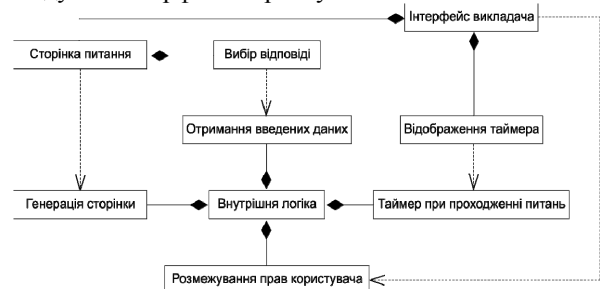 Інтерфейс викладача
Сторінка питання
Вибір відповіді
Отримання введених даних
Відображення таймера
Генерація сторінки
Внутрішня логіка
Таймер при проходженні питань
Розмежування прав користувача